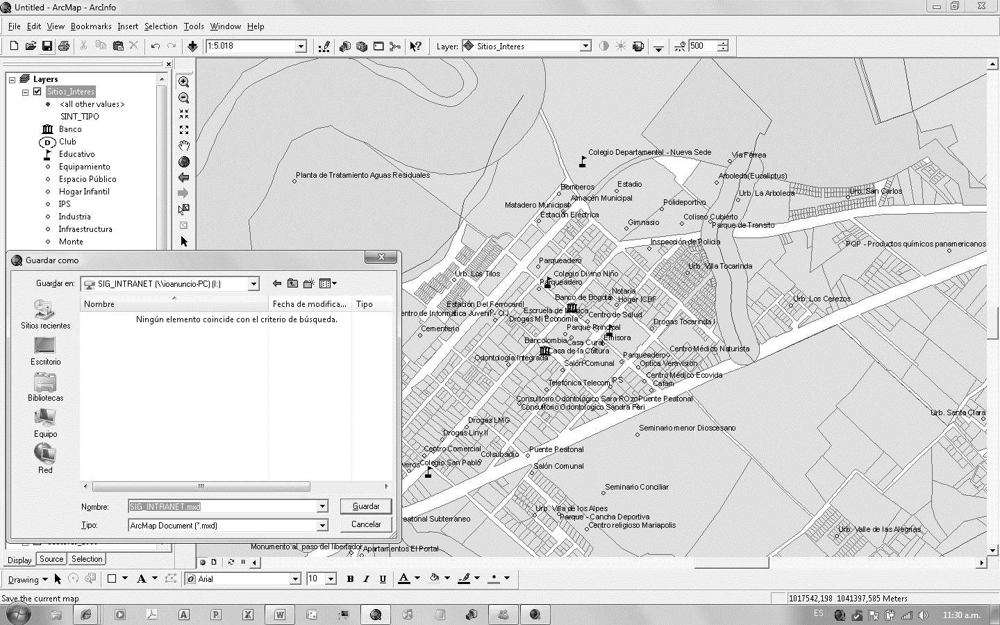 Untitled - ArcMap - ArcInfo
File Edit View Bookmarks Insert Selection Tools Window Help
1:5.018
Layer: Sitios_Interes
500
Layers
Sitios_Interes
<all other values>
SINT_TIPO
Banco
Club
Educativo
Equipamiento
Espacio Público
Hogar Infantil
IPS
Industria
Infraestructura
Monte
Guardar como
Guardar en: SIG_INTRANET (\\ioanuncio-PC) (I:)
Nombre Fecha de modifica... Tipo
Ningún elemento coincide con el criterio de búsqueda.
Sitios recientes
Escritorio
Bibliotecas
Equipo
Red
Nombre: SIG_INTRANET.mxd Guardar
Tipo: ArcMap Document (*.mxd) Cancelar
Colegio Departamental - Nueva Sede
Vía Férrea
Planta de Tratamiento Aguas Residuales
Arboleda(Eucaliptus)
Bomberos
Estadio
Urb. La Arboleda
Urb. San Carlos
Almacén Municipal
Matadero Municipal
Polideportivo
Estación Eléctrica
Coliseo Cubierto
Gimnasio
Parque de Transito
Inspección de Policia
PQP - Productos químicos panamericanos
Parqueadero
Urb. Villa Tocarinda
Urb. Los Tilos
Colegio Divino Niño
Parqueadero
Notaria
Banco de Bogotá
Hogar ICBF
Urb. Los Cerezos
Estación Del Ferrocarril
Escruela de Música
entro de Informatica Juvenil - CIJ
Centro de Salud
Drogas Mi Economía
Drogas Tocarinda I
Cementerio
Parque Principal
Emisora
Bancolombia
Casa Cural
Centro Médico Naturista
Casa de la Cultura
Parqueadero
Odontología Integrada
Salón Comunal
Optica Veravisión
Centro Médico Ecovida
IPS
Telefónica Telecom
Cafam
Consultorio Odontológico Sara ROzo
Puente Peatonal
Consultorio Odontologico Sandra Fari
Urb. Santa Clara
Drogas LMG
Seminario menor Dioscesano
Drogas Liny II
Centro Comercial
Puente Peatonal
Colsubsidio
veros
Colegio San Pablo
Salón Comunal
Seminario Conciliar
Urb. Villa de los Alpes
eatonal Subterraneo
Parque - Cancha Deportiva
Centro religioso Mariapolis
Urb. Valle de las Alegrías
Monumento al paso del libertador
Apartamentos El Portal
Display Source Selection
Drawing A Arial 10 B I U A
Save the current map
1017542,198 1041397,585 Meters
ES 11:30 a.m.